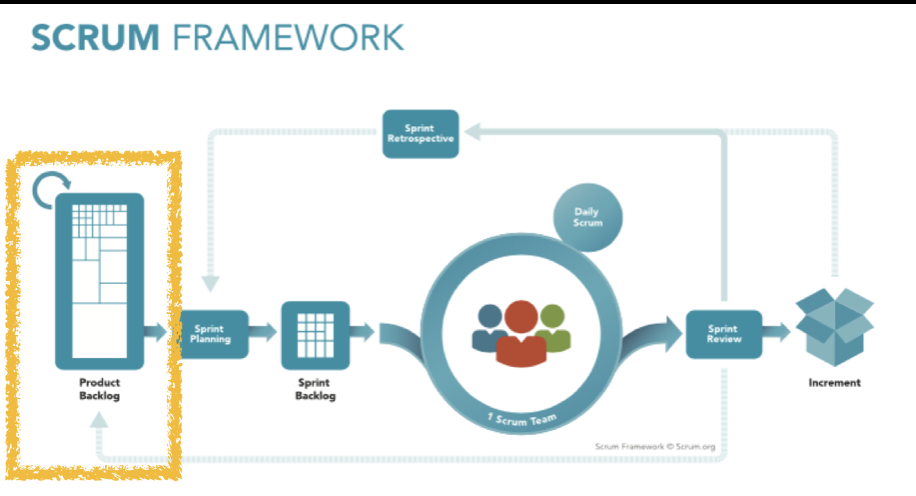 SCRUM FRAMEWORK
Sprint
Retrospective
Daily
Scrum
Sprint
Planning
Sprint
Review
Product
Backlog
Sprint
Backlog
Increment
1 Scrum Team
Scrum Framework © Scrum.org